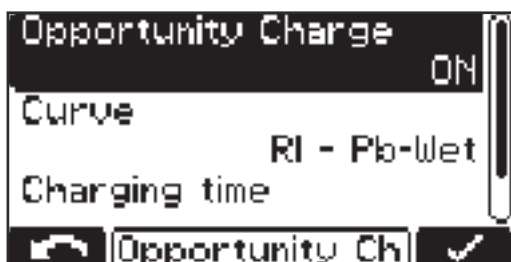 Opportunity Charge
ON
Curve
RI - Pb-Wet
Charging time
Opportunity Ch